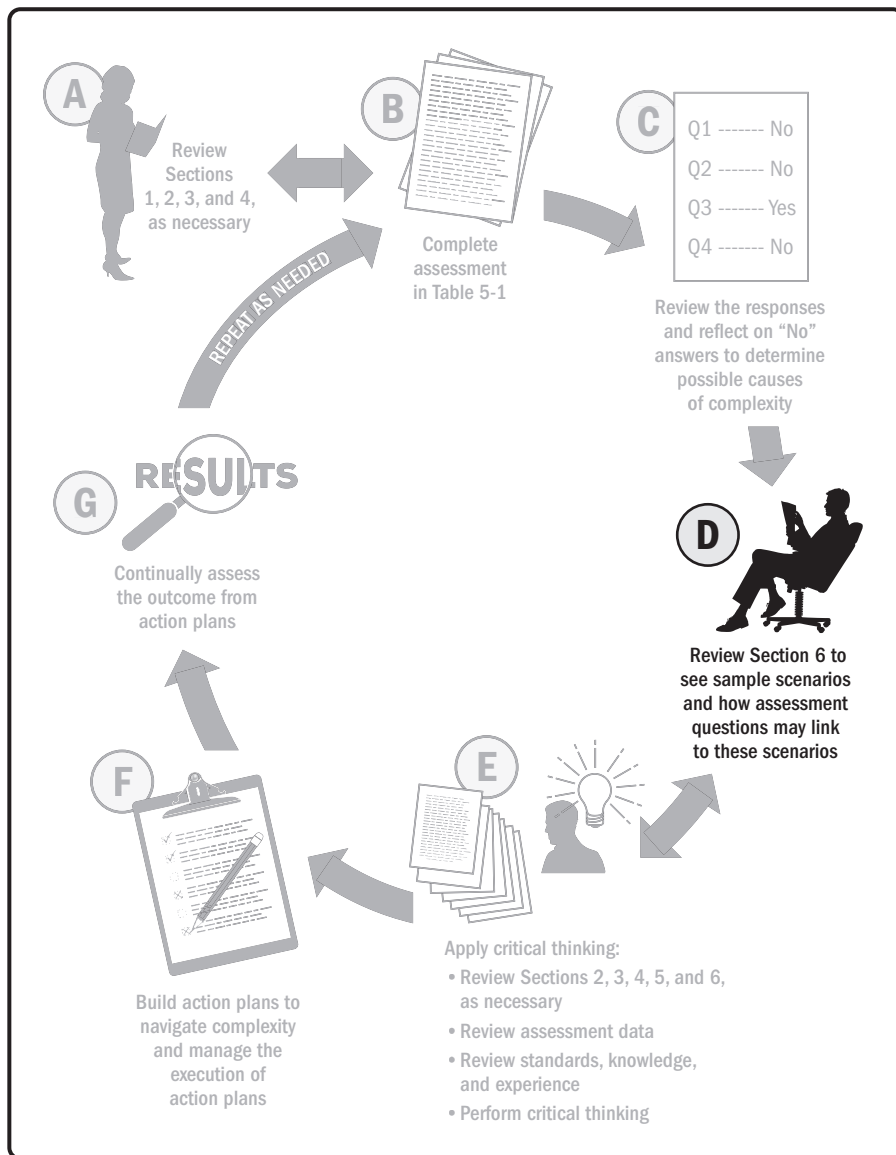 A
Review
Sections
1, 2, 3, and 4,
as necessary
B
Complete
assessment
in Table 5-1
C
Q1 ------- No
Q2 ------- No
Q3 ------- Yes
Q4 ------- No
Review the responses
and reflect on “No”
answers to determine
possible causes
of complexity
D
Review Section 6 to
see sample scenarios
and how assessment
questions may link
to these scenarios
E
Apply critical thinking:
• Review Sections 2, 3, 4, 5, and 6,
as necessary
• Review assessment data
• Review standards, knowledge,
and experience
• Perform critical thinking
F
Build action plans to
navigate complexity
and manage the
execution of
action plans
G
RESULTS
Continually assess
the outcome from
action plans
REPEAT AS NEEDED